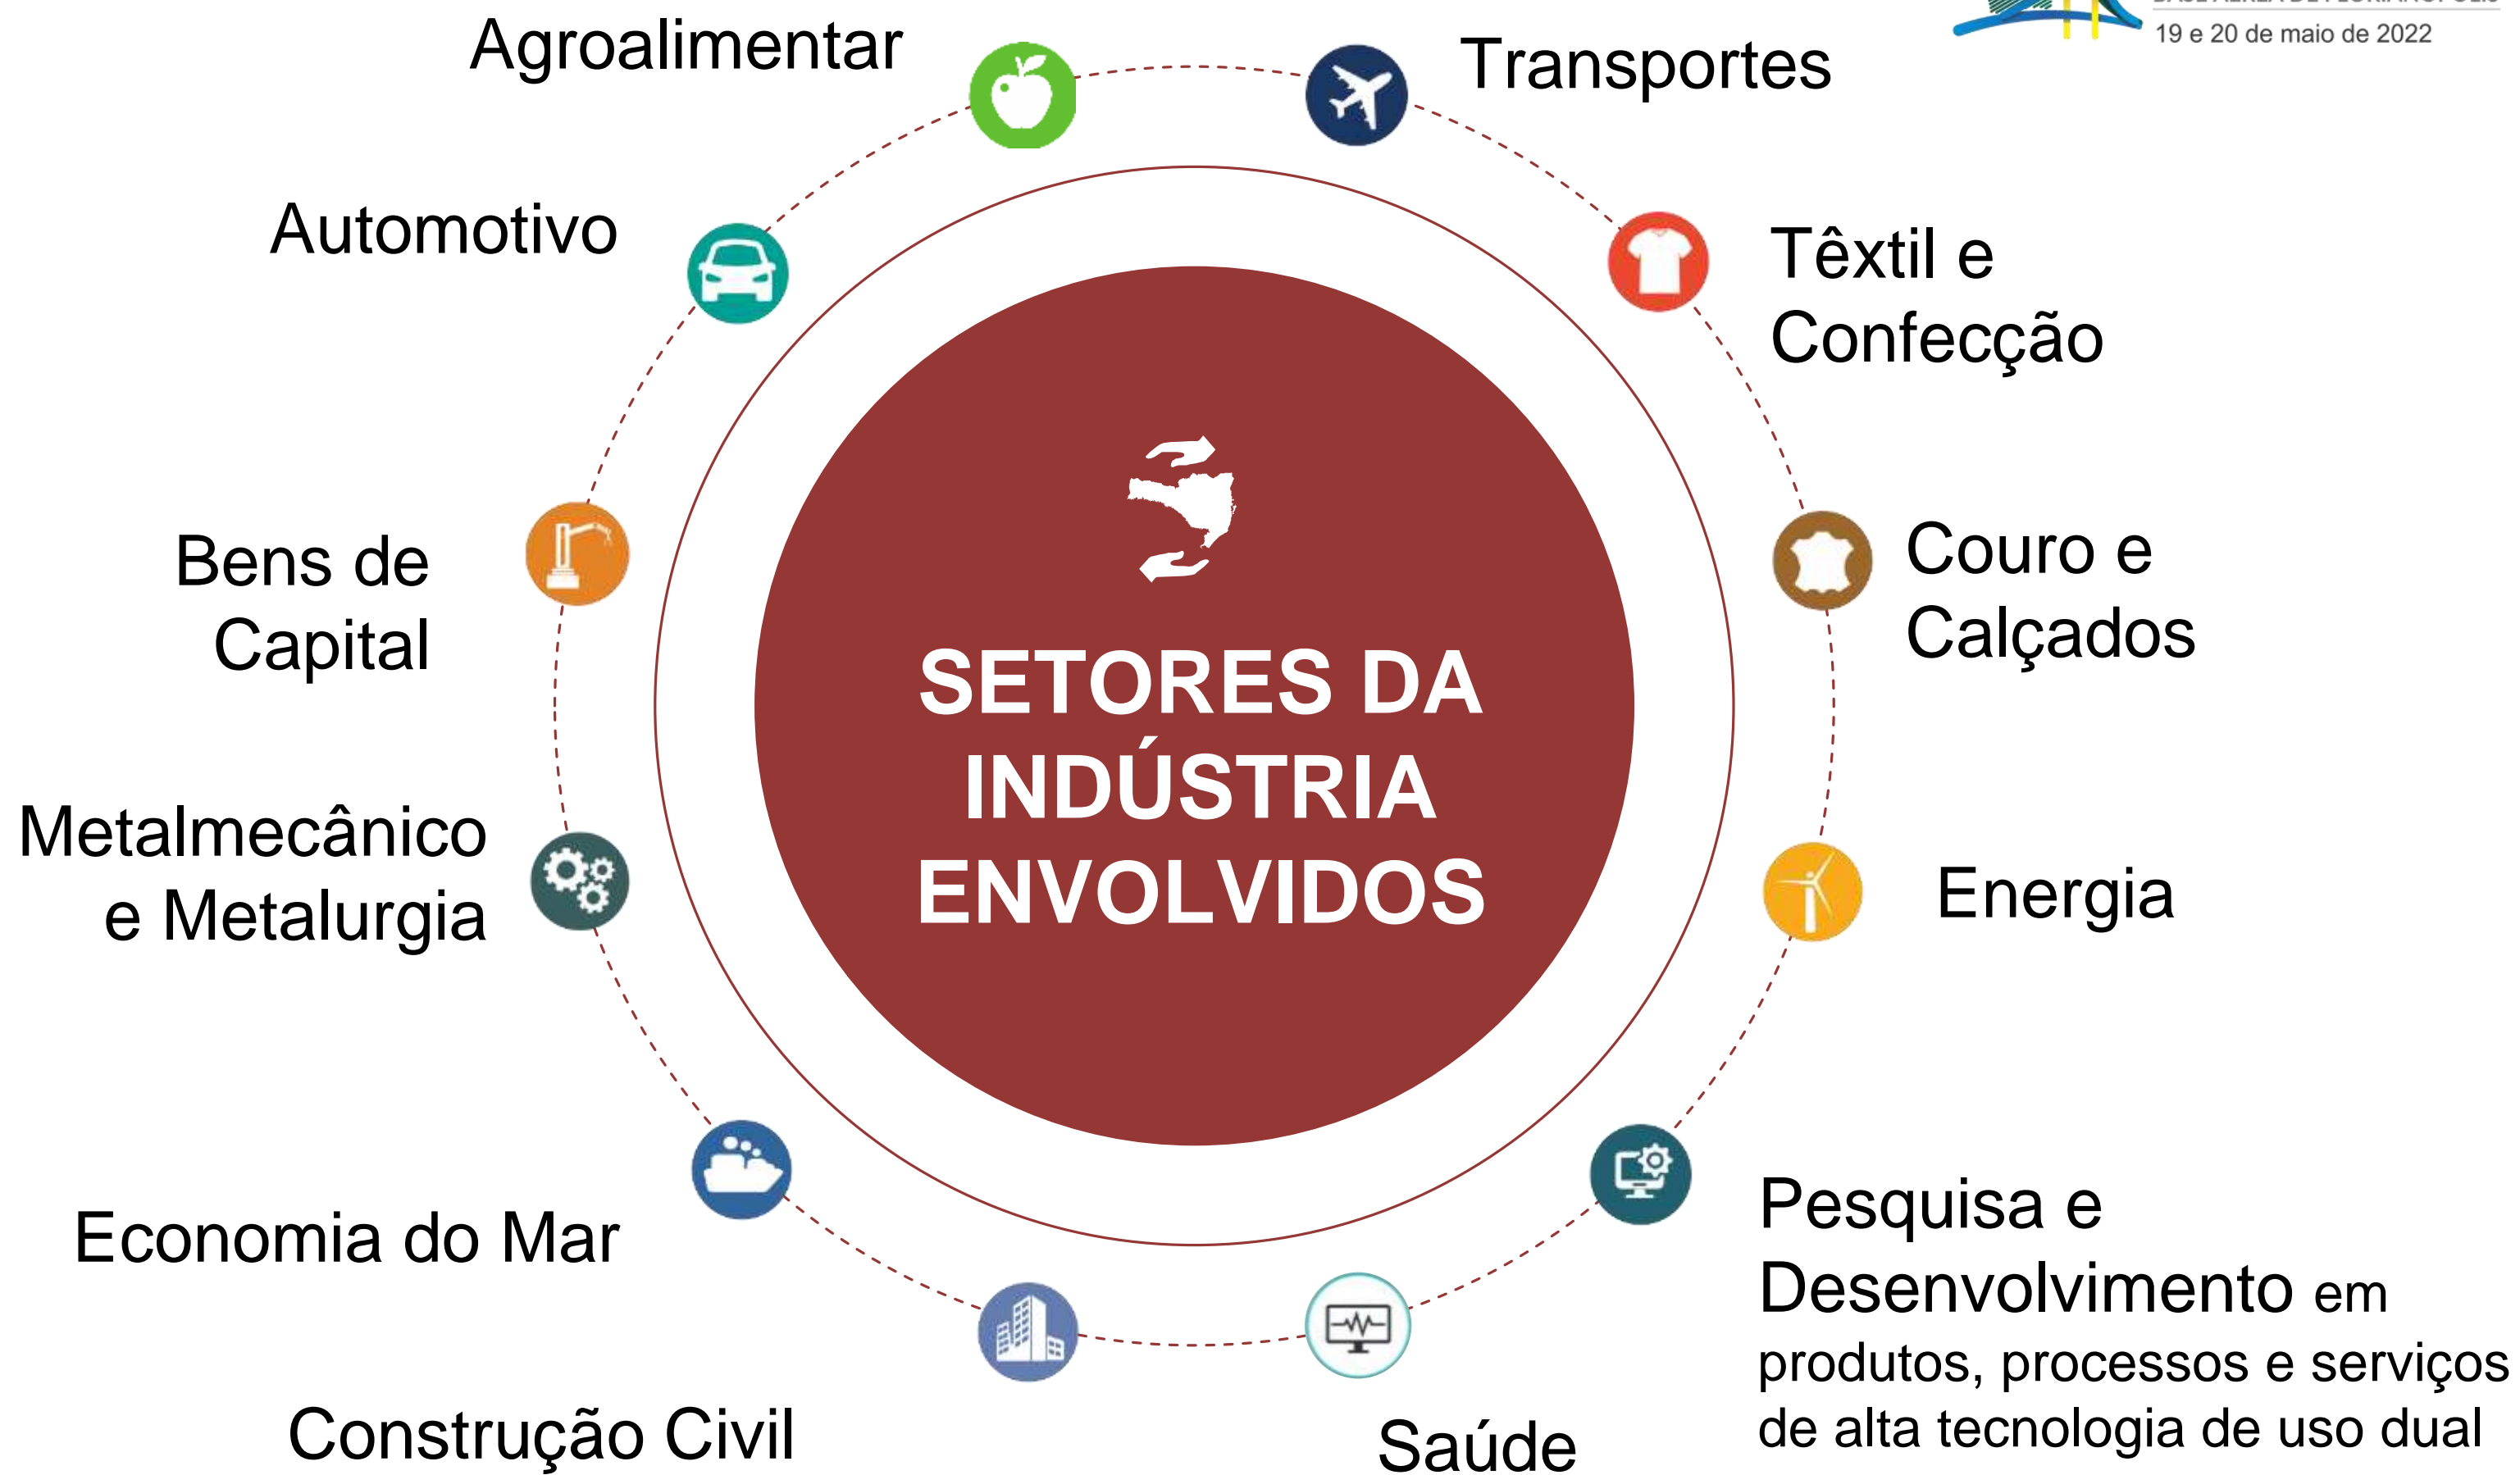 19 e 20 de maio de 2022
Agroalimentar
Transportes
Automotivo
Têxtil e
Confecção
Bens de
Capital
Couro e
Calçados
SETORES DA
INDÚSTRIA
ENVOLVIDOS
Metalmecânico
e Metalurgia
Energia
Economia do Mar
Pesquisa e
Desenvolvimento em
produtos, processos e serviços
de alta tecnologia de uso dual
Construção Civil
Saúde